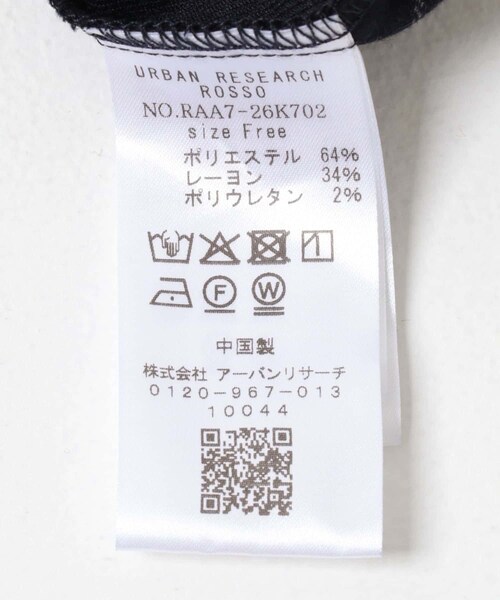 URBAN RESEARCH
ROSSO
NO.RAA7-26K702
size Free
ポリエステル 64%
レーヨン 34%
ポリウレタン 2%
F W
中国製
株式会社 アーバンリサーチ
0120-967-013
10044